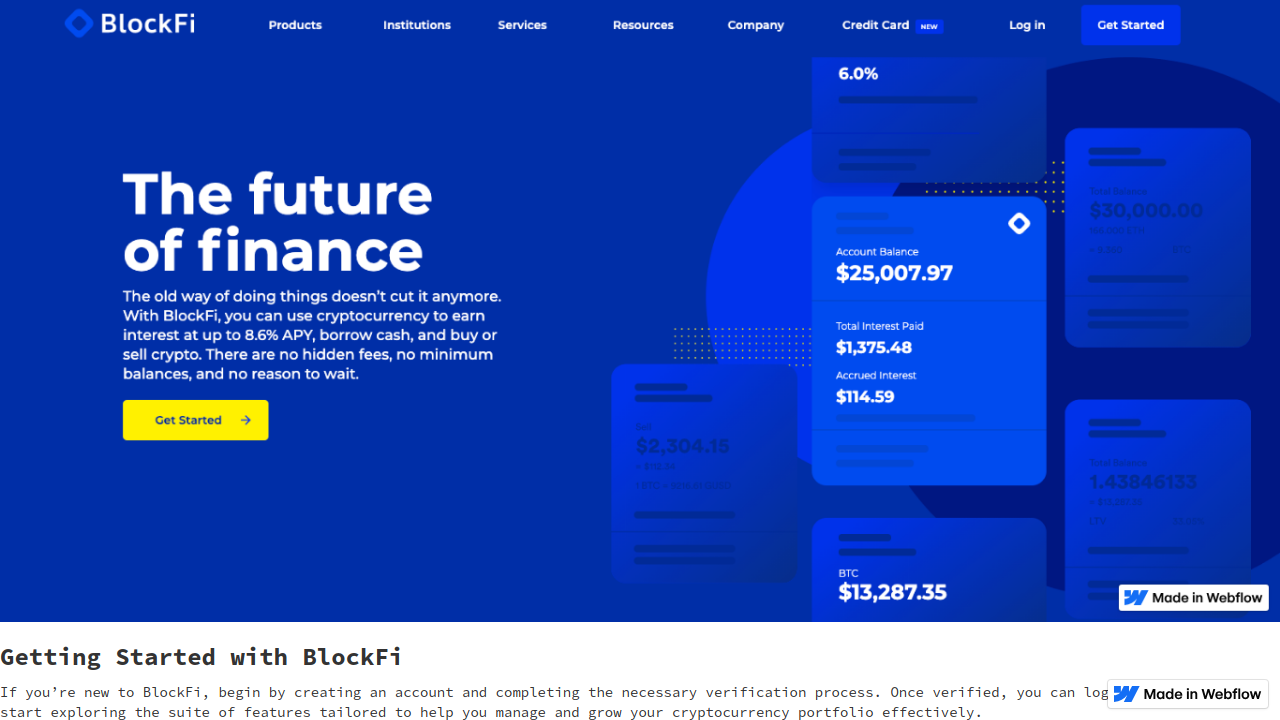 BlockFi
Products
Institutions
Services
Resources
Company
Credit Card NEW
Log in
Get Started
The future
of finance
The old way of doing things doesn't cut it anymore.
With BlockFi, you can use cryptocurrency to earn
interest at up to 8.6% APY, borrow cash, and buy or
sell crypto. There are no hidden fees, no minimum
balances, and no reason to wait.
Get Started
6.0%
Account Balance
$25,007.97
Total Interest Paid
$1,375.48
Accrued Interest
$114.59
BTC
$13,287.35
Total Balance
$30,000.00
BTC
$2,304.15
Total Balance
1.43846133
LTV
Made in Webflow
Getting Started with BlockFi
If you’re new to BlockFi, begin by creating an account and completing the necessary verification process. Once verified, you can log
start exploring the suite of features tailored to help you manage and grow your cryptocurrency portfolio effectively.
Made in Webflow